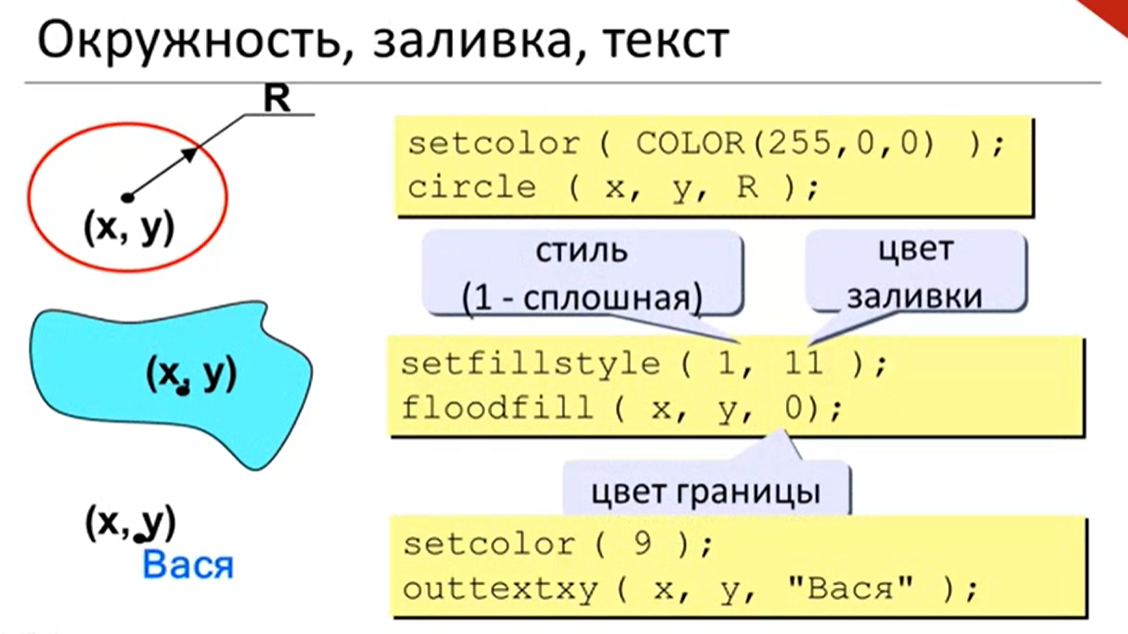 Окружность, заливка, текст
R
(x, y)
setcolor ( COLOR(255,0,0) );
circle ( x, y, R );
стиль
(1 - сплошная)
цвет
заливки
(x, y)
setfillstyle ( 1, 11 );
floodfill ( x, y, 0);
цвет границы
(x, y)
Вася
setcolor ( 9 );
outtextxy ( x, y, "Вася" );